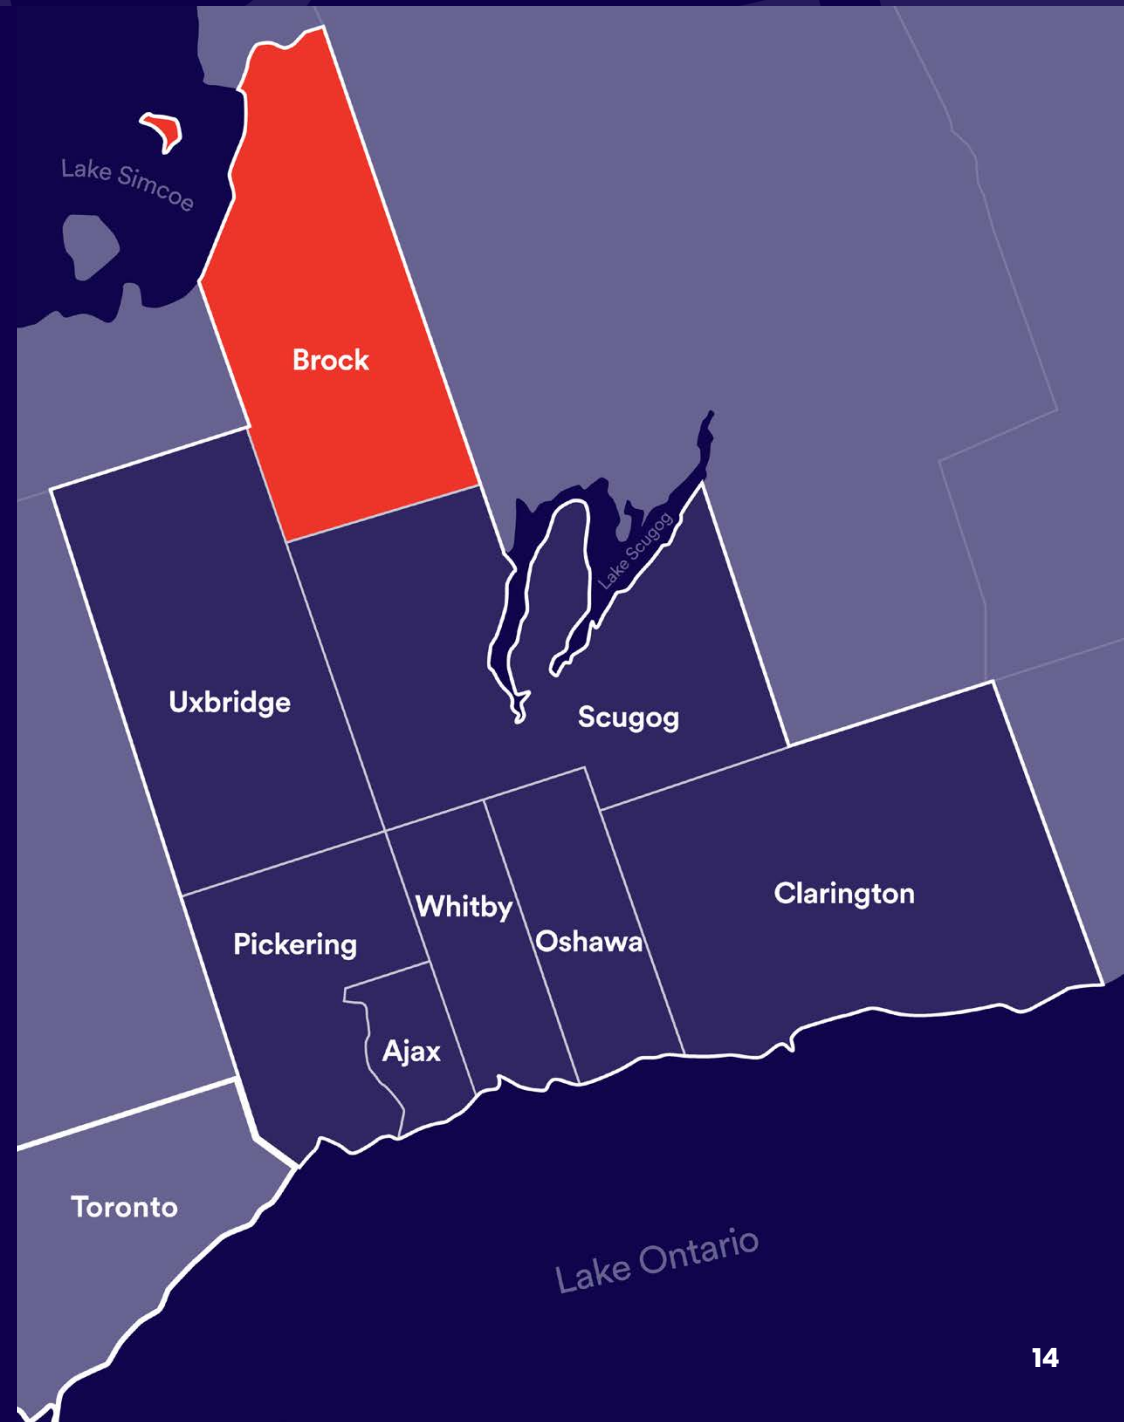 Lake Simcoe
Brock
Lake Scugog
Uxbridge
Scugog
Clarington
Whitby
Oshawa
Pickering
Ajax
Toronto
Lake Ontario
14